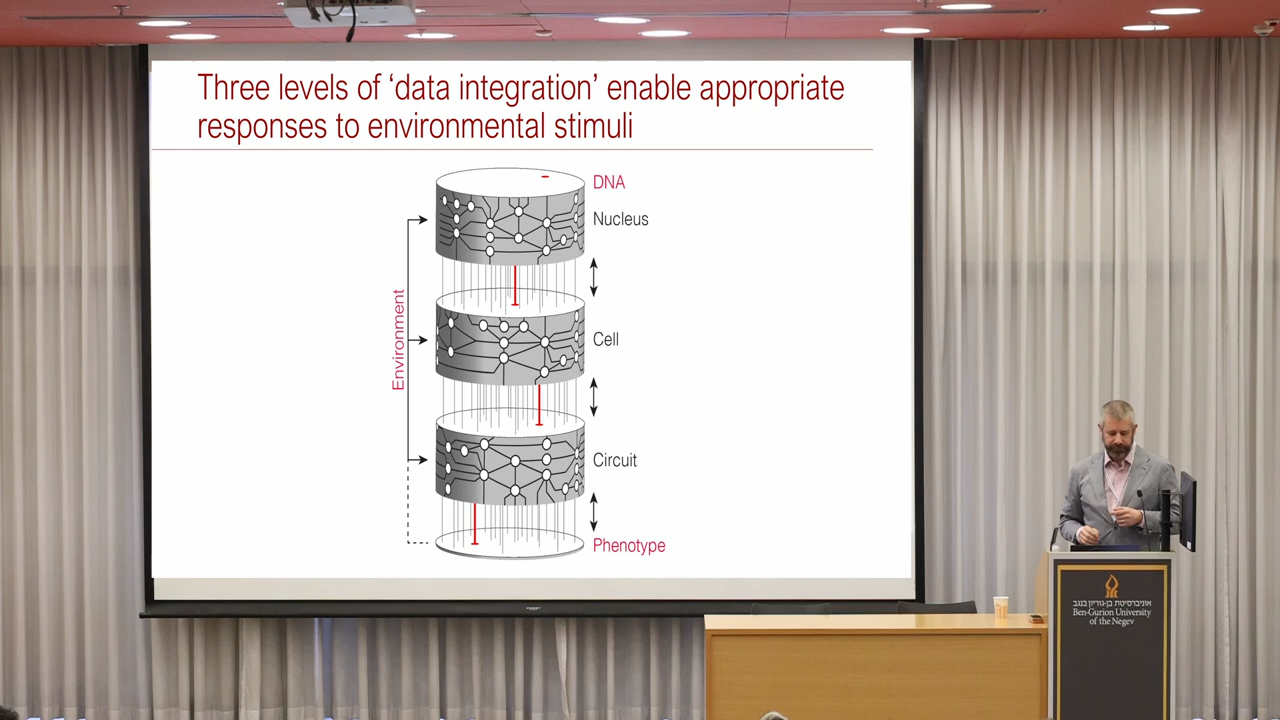 Three levels of ‘data integration’ enable appropriate
responses to environmental stimuli
DNA
Nucleus
Environment
Cell
Circuit
Phenotype
אוניברסיטת בן-גוריון בנגב
Ben-Gurion University
of the Negev